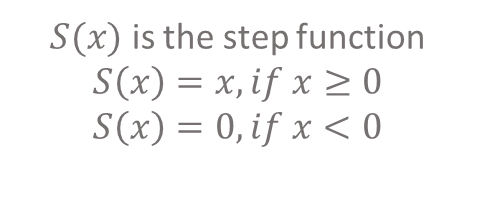 S(x) is the step function
S(x) = x, if x ≥ 0
S(x) = 0, if x < 0